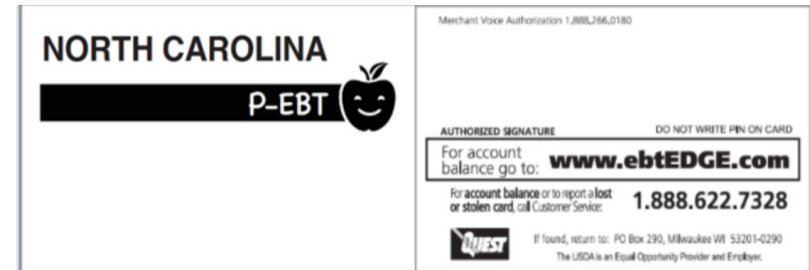 NORTH CAROLINA
P-EBT
Merchant Voice Authorization 1,888,266,0180
AUTHORIZED SIGNATURE DO NOT WRITE PIN ON CARD
For account
balance go to: www.ebtEDGE.com
For account balance or to report a lost
or stolen card, call Customer Service: 1.888.622.7328
QUEST
If found, return to: PO Box 290, Milwaukee WI 53201-0290
The USDA is an Equal Opportunity Provider and Employer.